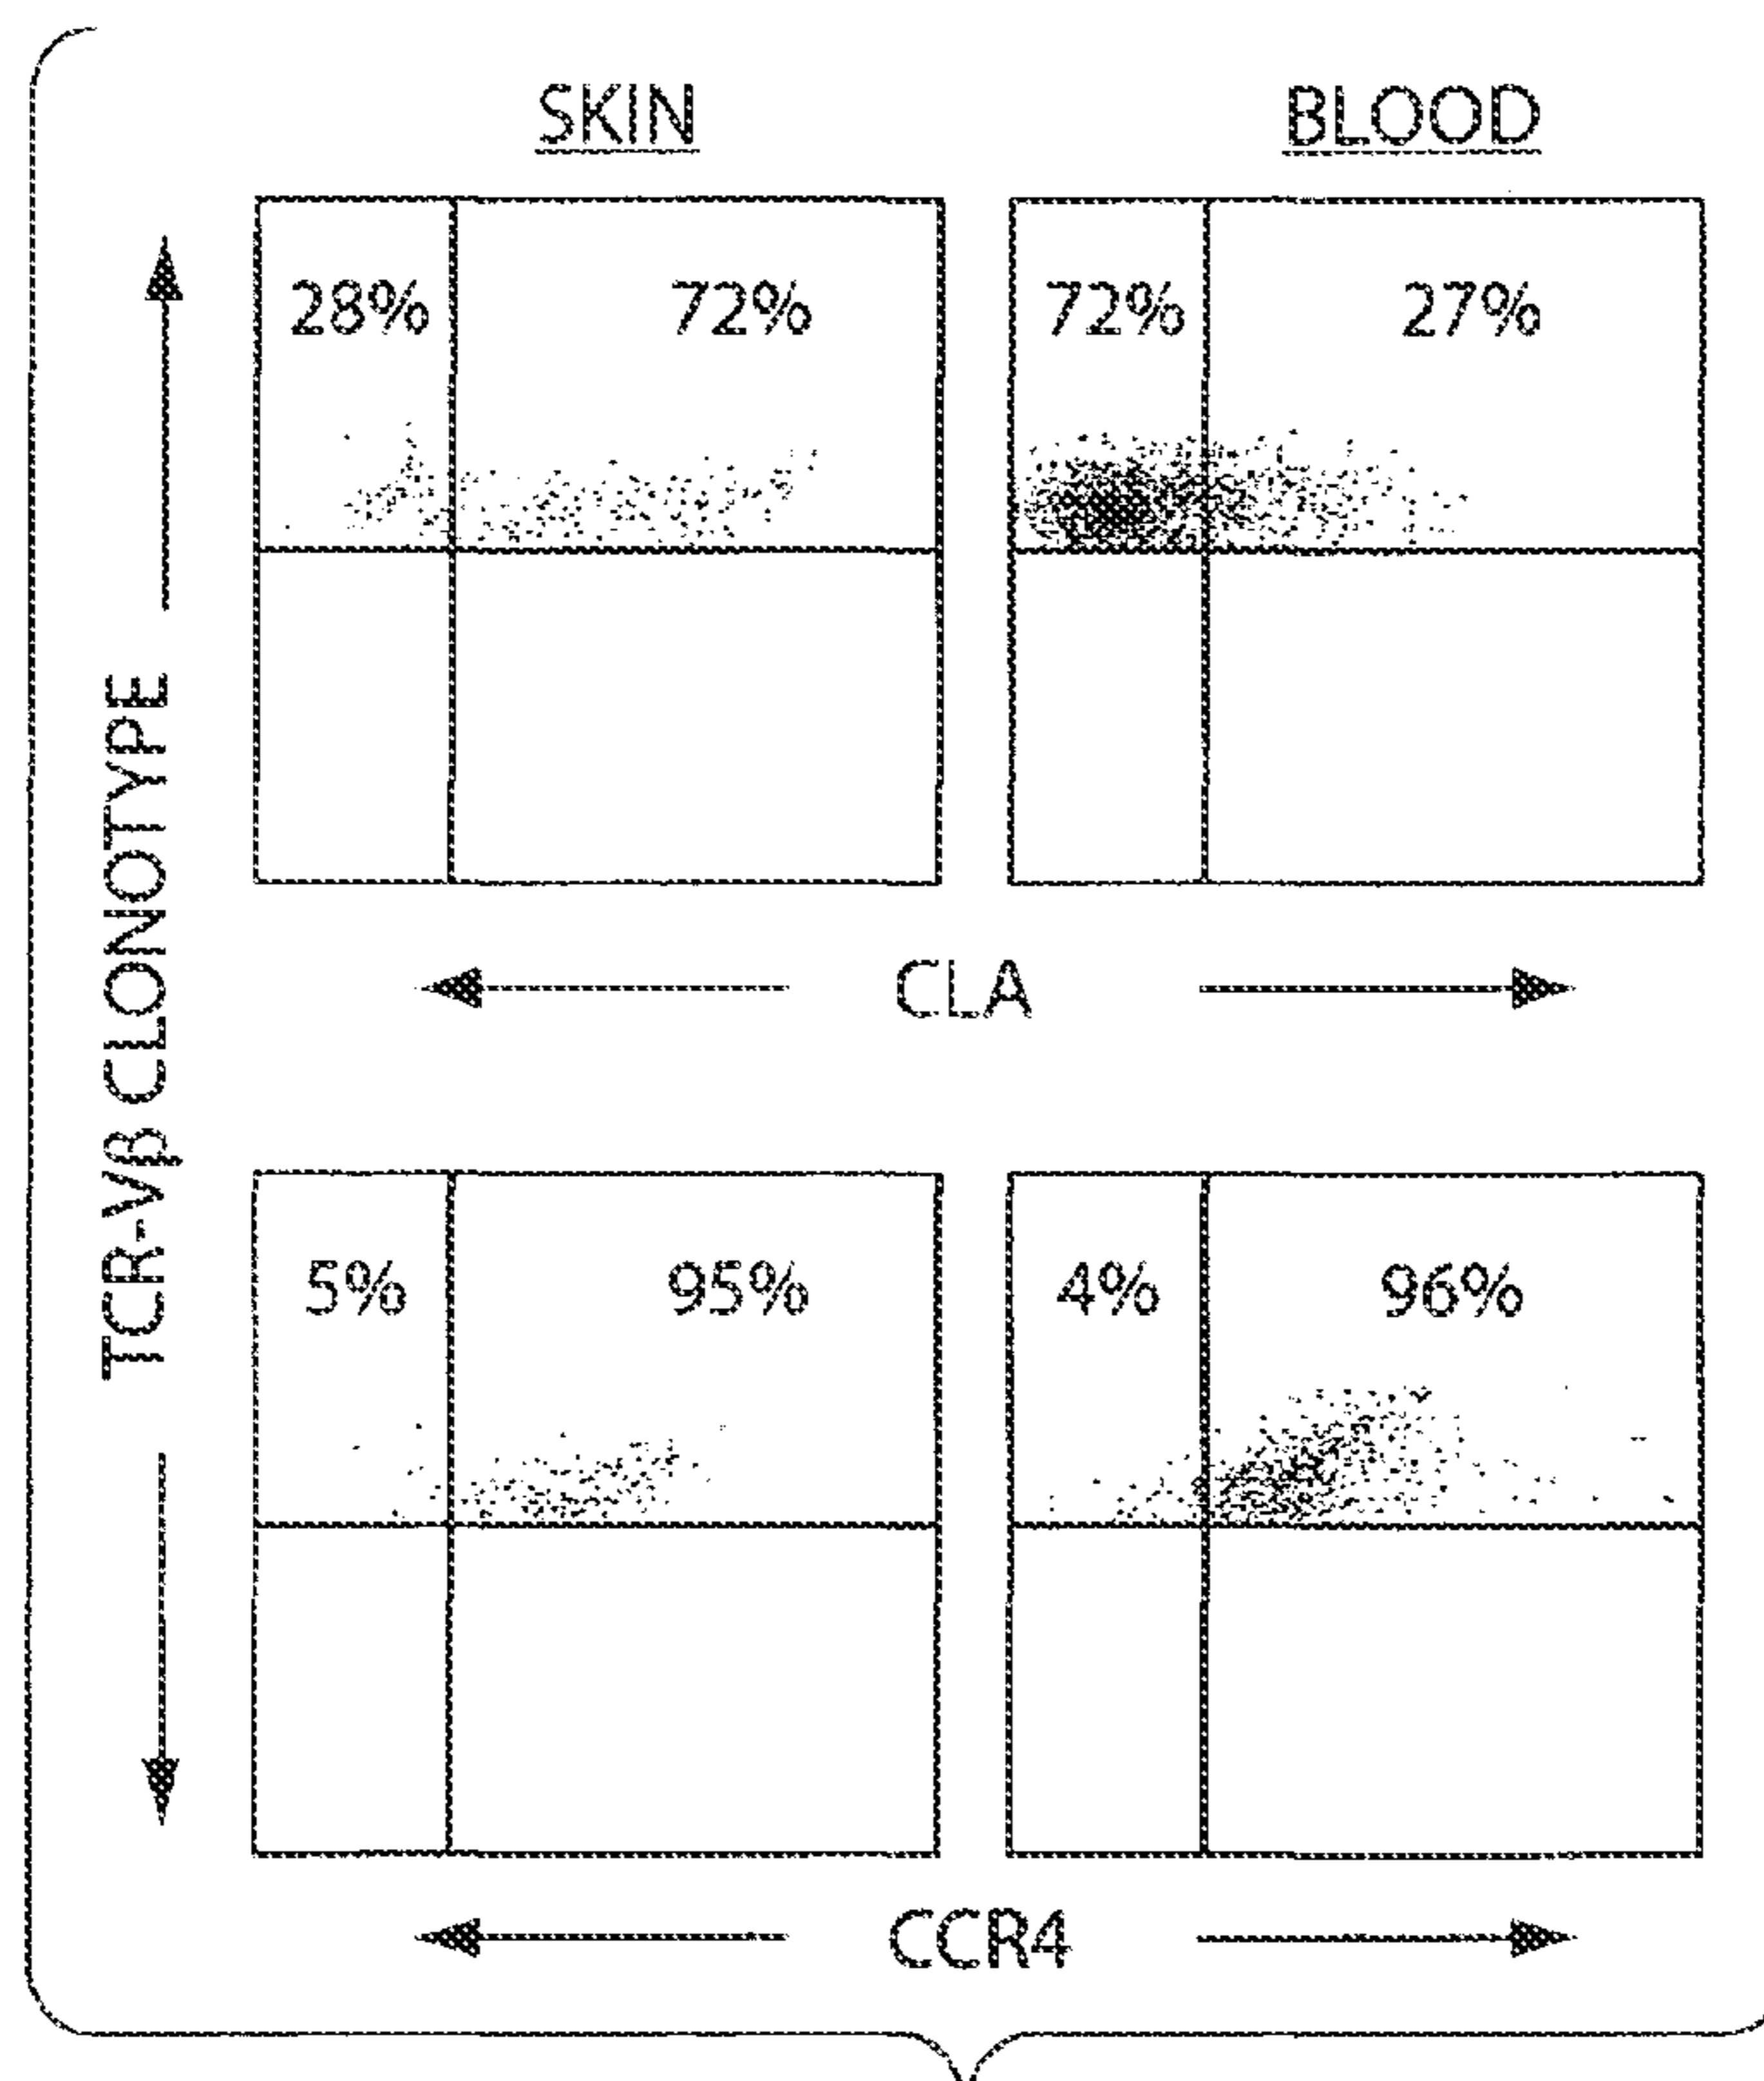 SKIN BLOOD
28% 72% 72% 27%
TCR-Vβ CLONOTYPE
CLA
5% 95% 4% 96%
CCR4